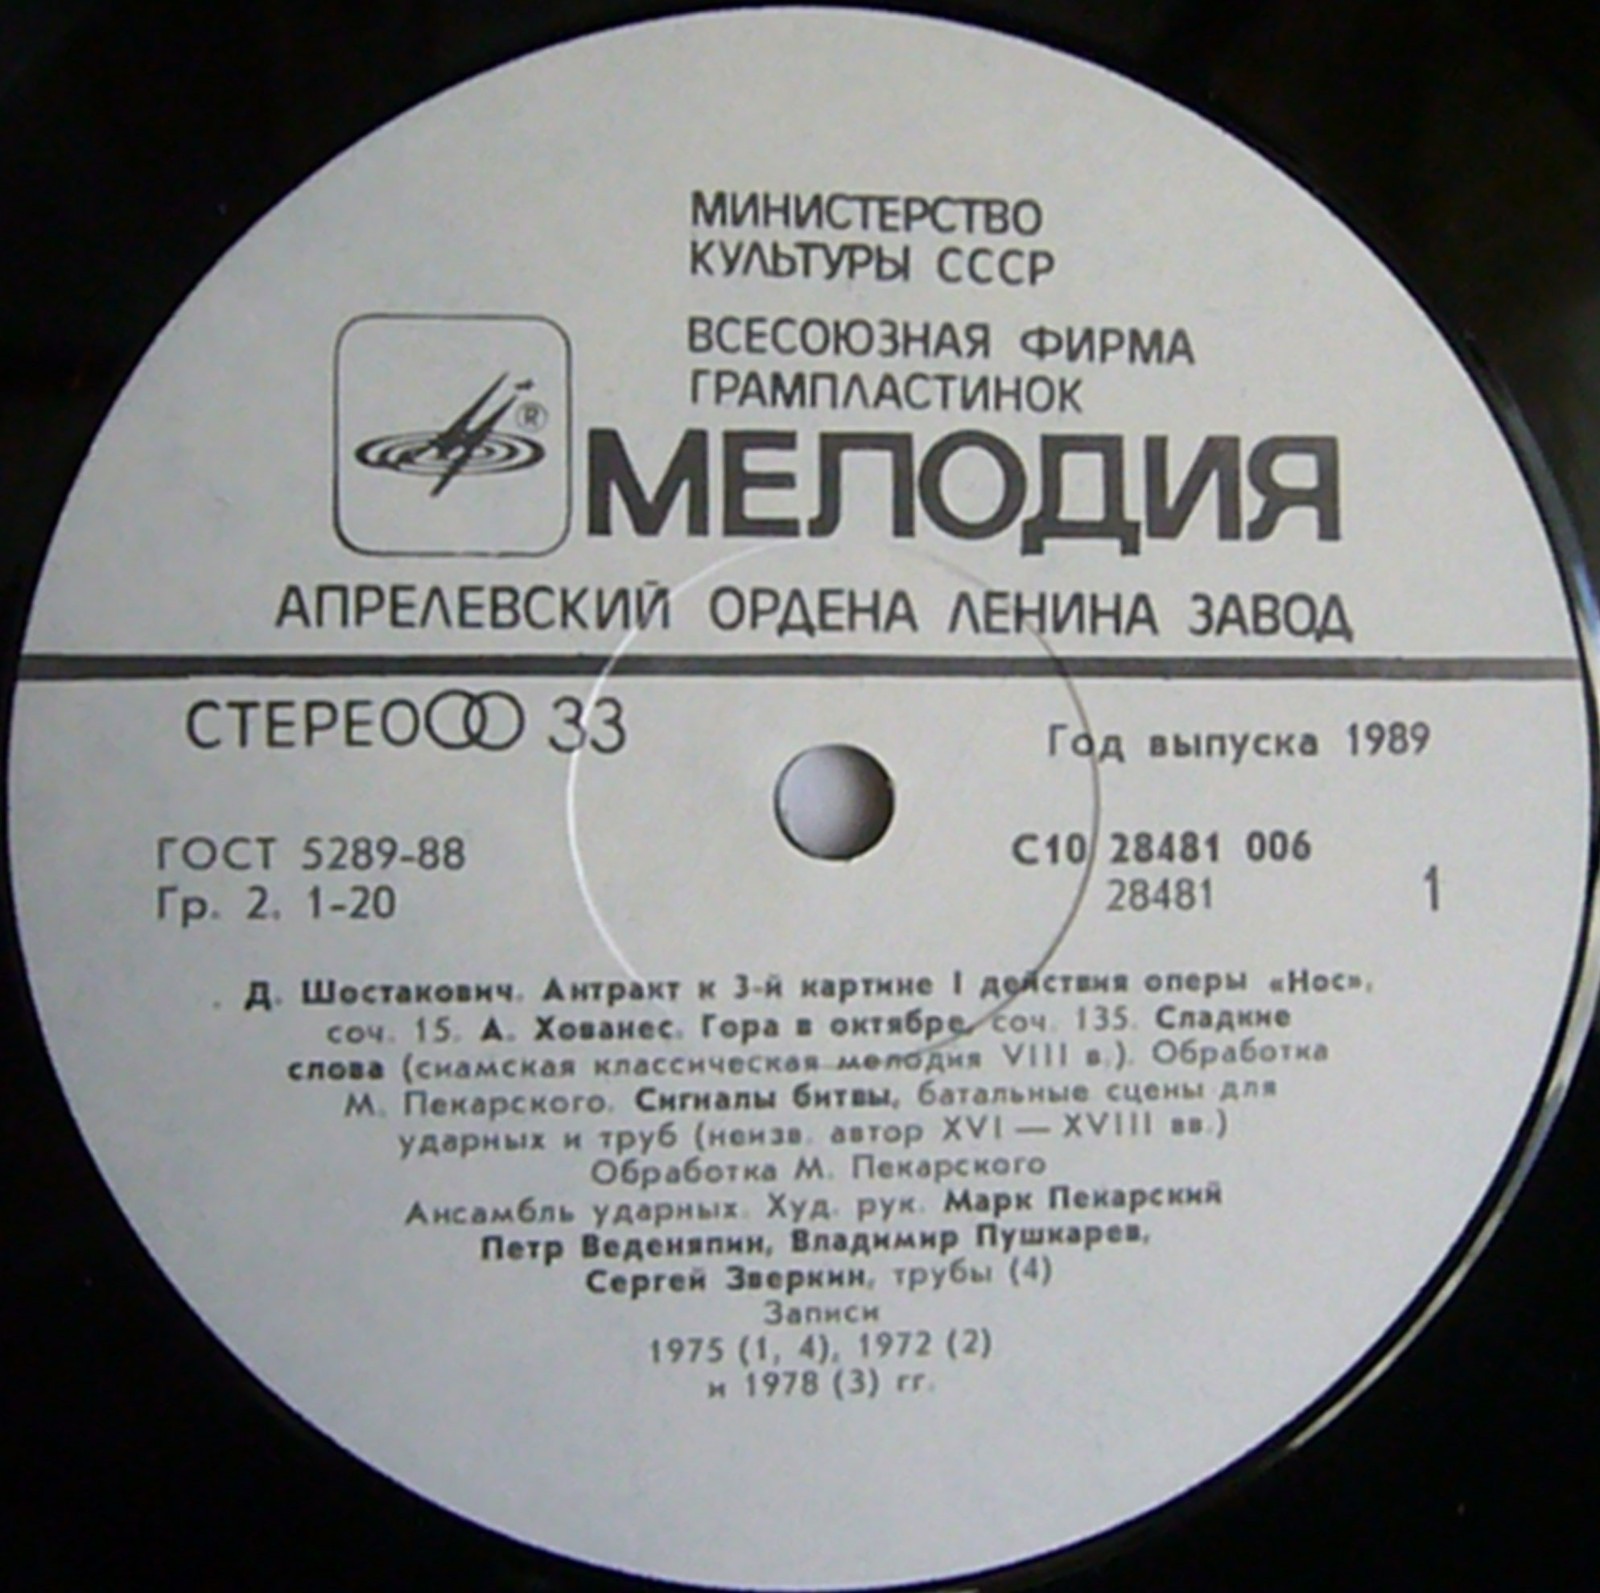 МИНИСТЕРСТВО
КУЛЬТУРЫ СССР
ВСЕСОЮЗНАЯ ФИРМА
ГРАМПЛАСТИНОК
®
МЕЛОДИЯ
АПРЕЛЕВСКИЙ ОРДЕНА ЛЕНИНА ЗАВОД
СТЕРЕО 33
Год выпуска 1989
ГОСТ 5289-88
Гр. 2. 1-20
С10 28481 006
28481
1
Д. Шостакович. Антракт к 3-й картине I действия оперы «Нос»,
соч. 15. А. Хованес. Гора в октябре, соч. 135. Сладкие
слова (сиамская классическая мелодия VIII в.). Обработка
М. Пекарского. Сигналы битвы, батальные сцены для
ударных и труб (неизв. автор XVI — XVIII вв.)
Обработка М. Пекарского
Ансамбль ударных. Худ. рук. Марк Пекарский
Петр Веденяпин, Владимир Пушкарев,
Сергей Зверкин, трубы (4)
Записи
1975 (1, 4), 1972 (2)
и 1978 (3) гг.